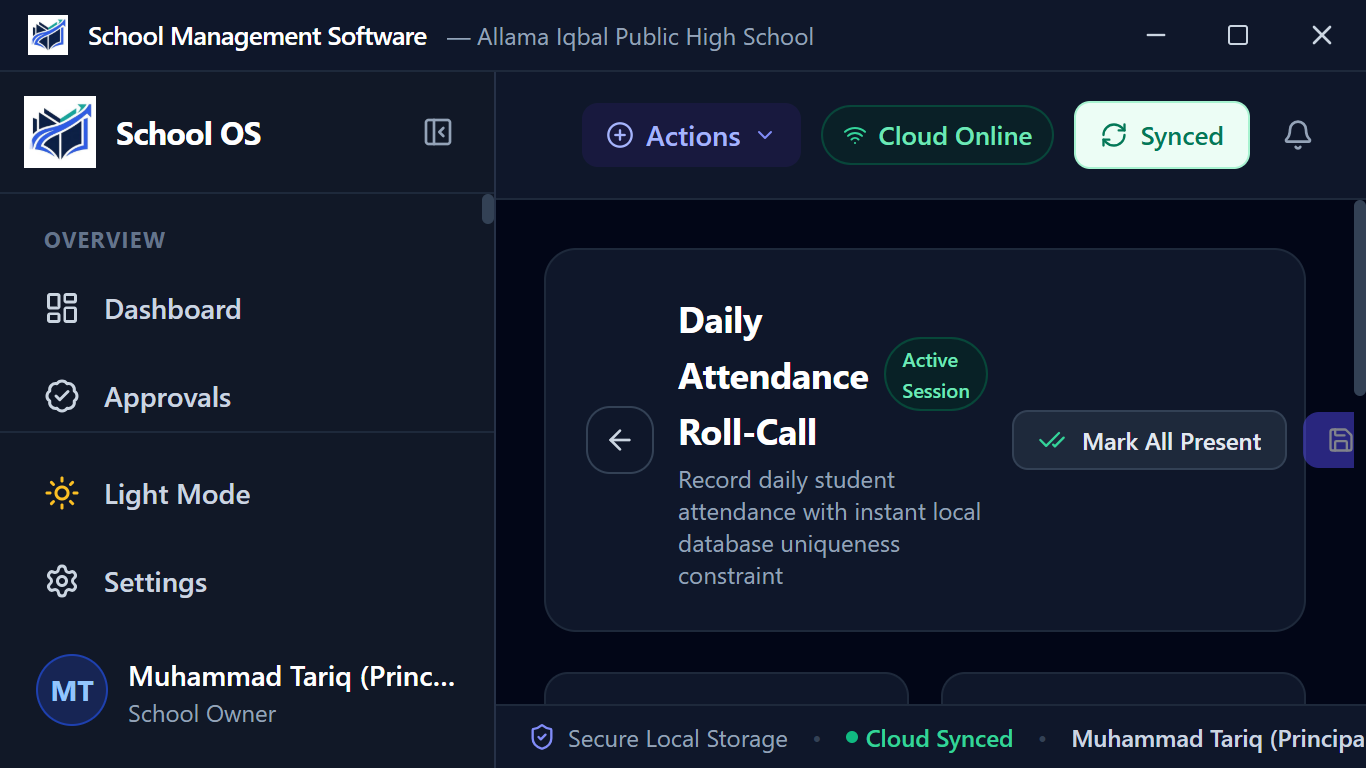 School Management Software — Allama Iqbal Public High School
School OS
Actions
Cloud Online
Synced
OVERVIEW
Dashboard
Approvals
Light Mode
Settings
MT
Muhammad Tariq (Princ...
School Owner
Daily
Attendance
Roll-Call
Active
Session
Record daily student
attendance with instant local
database uniqueness
constraint
Mark All Present
Secure Local Storage • Cloud Synced • Muhammad Tariq (Principa